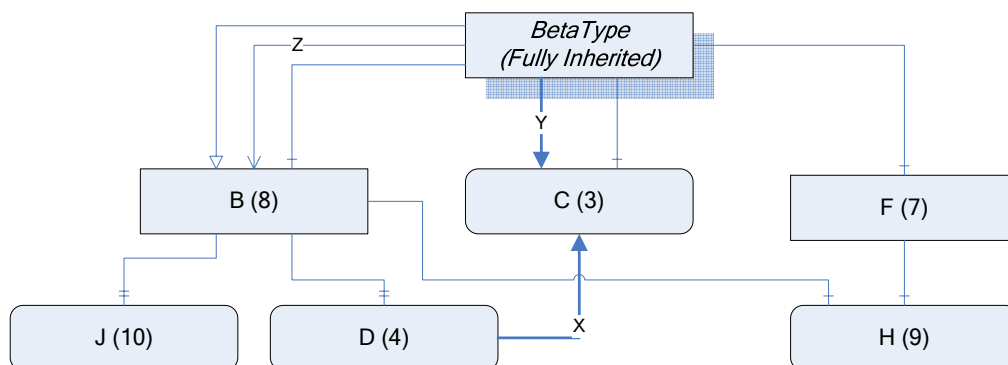 BetaType
(Fully Inherited)
Z
Y
B (8)
C (3)
F (7)
J (10)
D (4)
X
H (9)